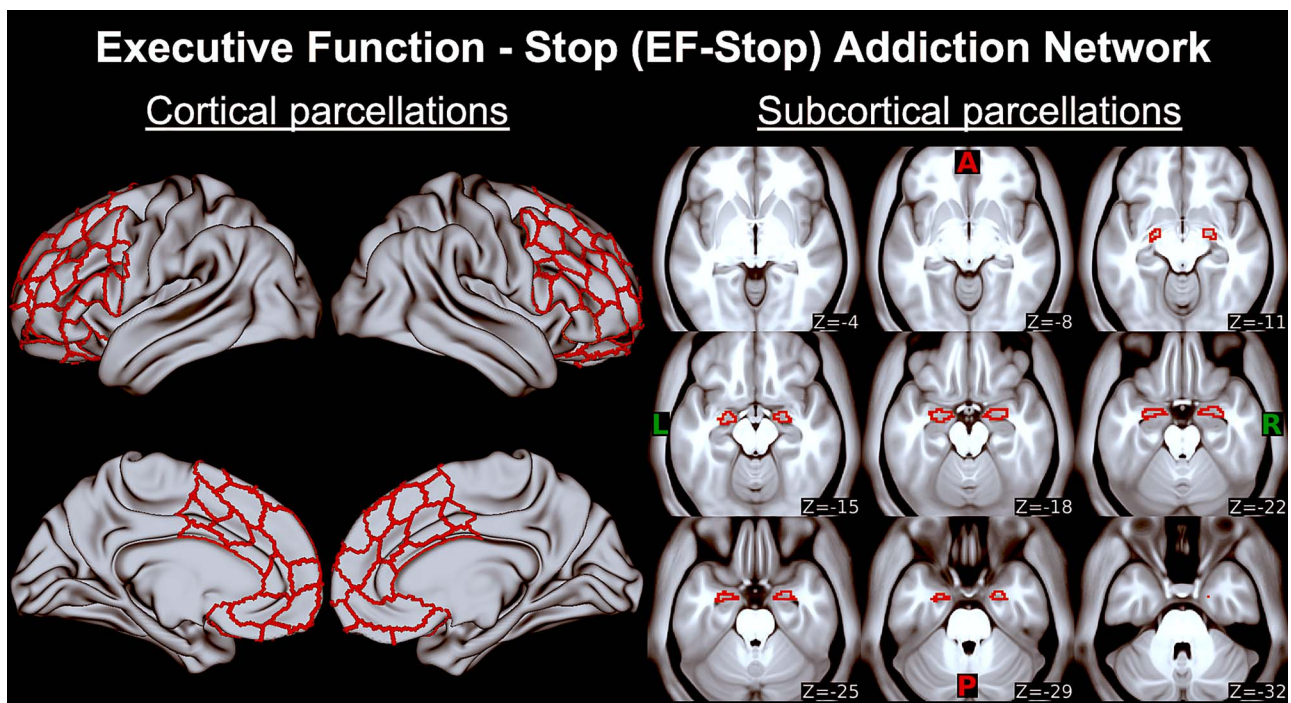 Executive Function - Stop (EF-Stop) Addiction Network
Cortical parcellations
Subcortical parcellations
A
Z=-4
Z=-8
Z=-11
L
R
Z=-15
Z=-18
Z=-22
P
Z=-25
Z=-29
Z=-32